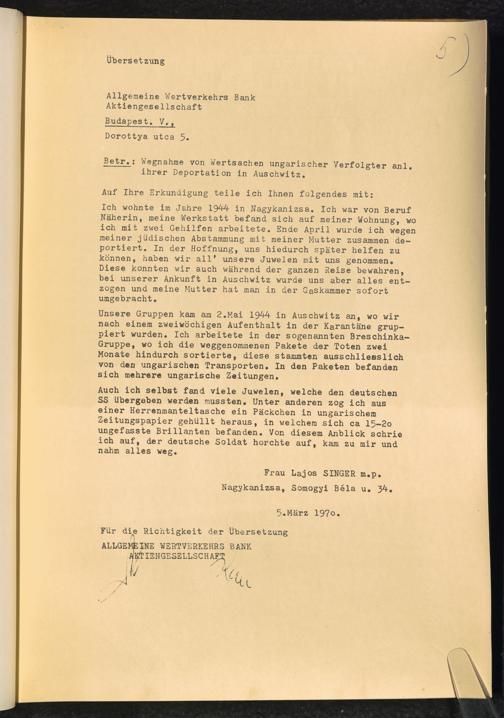 5)
Übersetzung
Allgemeine Wertverkehrs Bank
Aktiengesellschaft
Budapest. V.,
Dorottya utca 5.
Betr.: Wegnahme von Wertsachen ungarischer Verfolgter anl.
ihrer Deportation in Auschwitz.
Auf Ihre Erkundigung teile ich Ihnen folgendes mit:
Ich wohnte im Jahre 1944 in Nagykanizsa. Ich war von Beruf
Näherin, meine Werkstatt befand sich auf meiner Wohnung, wo
ich mit zwei Gehilfen arbeitete. Ende April wurde ich wegen
meiner jüdischen Abstammung mit meiner Mutter zusammen de-
portiert. In der Hoffnung, uns hiedurch später helfen zu
können, haben wir all' unsere Juwelen mit uns genommen.
Diese konnten wir auch während der ganzen Reise bewahren,
bei unserer Ankunft in Auschwitz wurde uns aber alles ent-
zogen und meine Mutter hat man in der Gaskammer sofort
umgebracht.
Unsere Gruppen kam am 2.Mai 1944 in Auschwitz an, wo wir
nach einem zweiwöchigen Aufenthalt in der Karantäne grup-
piert wurden. Ich arbeitete in der sogenannten Breschinka-
Gruppe, wo ich die weggenommenen Pakete der Toten zwei
Monate hindurch sortierte, diese stammten ausschliesslich
von den ungarischen Transporten. In den Paketen befanden
sich mehrere ungarische Zeitungen.
Auch ich selbst fand viele Juwelen, welche den deutschen
SS übergeben werden mussten. Unter anderen zog ich aus
einer Herrenmanteltasche ein Päckchen in ungarischem
Zeitungspapier gehüllt heraus, in welchem sich ca 15-2o
ungefasste Brillanten befanden. Von diesem Anblick schrie
ich auf, der deutsche Soldat horchte auf, kam zu mir und
nahm alles weg.
Frau Lajos SINGER m.p.
Nagykanizsa, Somogyi Béla u. 34.
5.März 197o.
Für die Richtigkeit der Übersetzung
ALLGEMEINE WERTVERKEHRS BANK
AKTIENGESELLSCHAFT